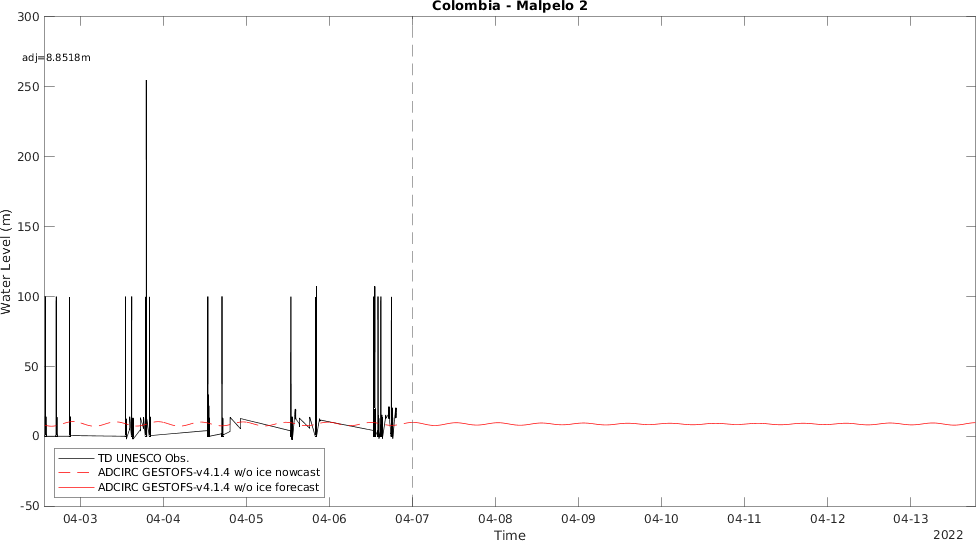 Colombia - Malpelo 2
adj=8.8518m
300
250
200
150
100
50
0
-50
Water Level (m)
TD UNESCO Obs.
ADCIRC GESTOFS-v4.1.4 w/o ice nowcast
ADCIRC GESTOFS-v4.1.4 w/o ice forecast
04-03 04-04 04-05 04-06 04-07 04-08 04-09 04-10 04-11 04-12 04-13
Time
2022